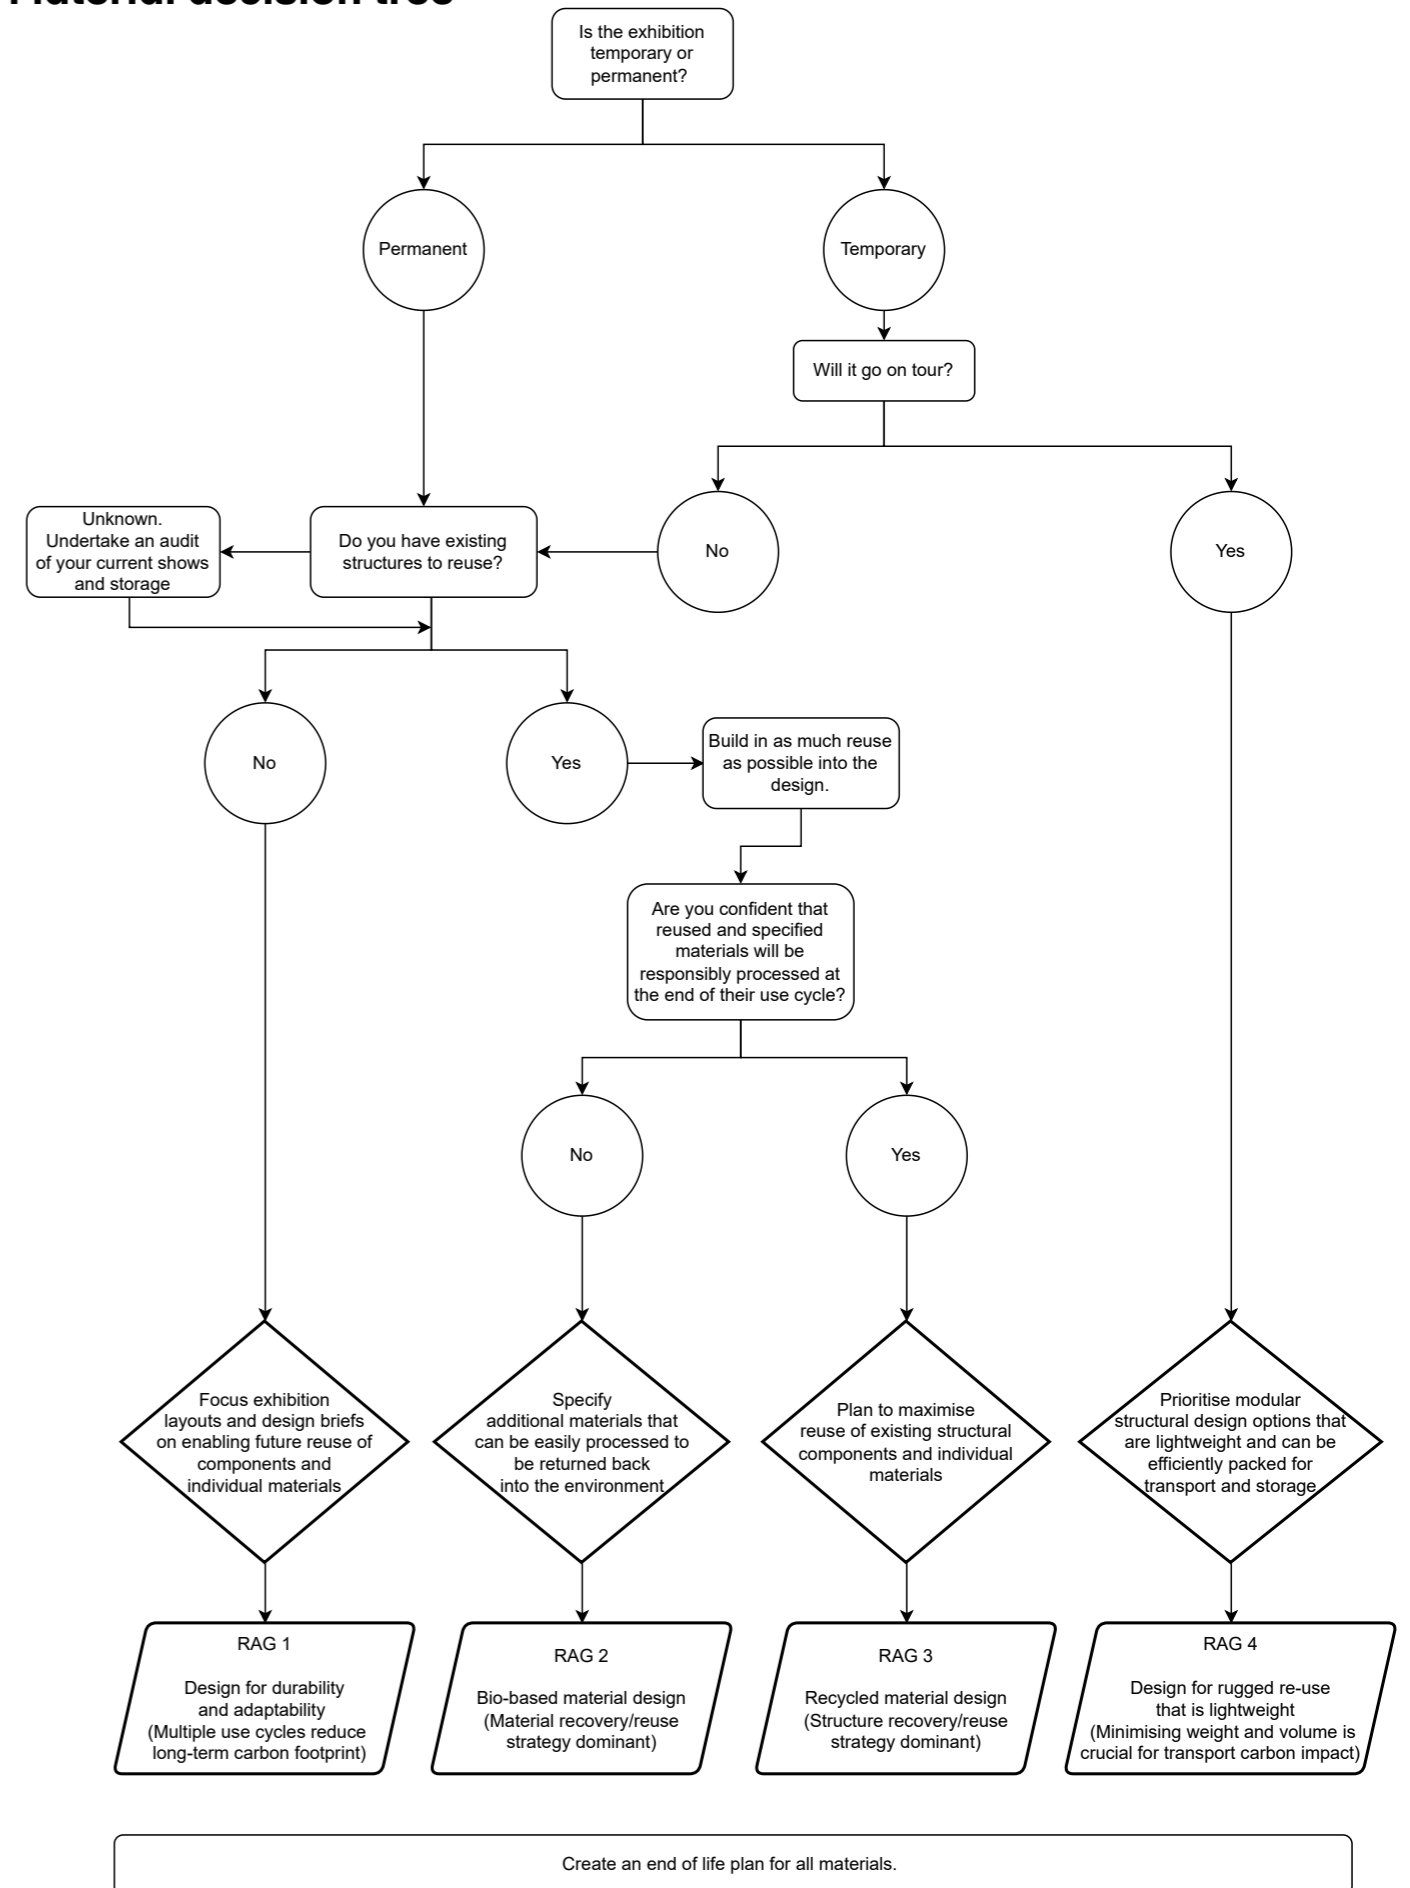 Material decision tree
Is the exhibition
temporary or
permanent?
Permanent
Temporary
Will it go on tour?
Unknown.
Undertake an audit
of your current shows
and storage
Do you have existing
structures to reuse?
No
Yes
No
Yes
Build in as much reuse
as possible into the
design.
Are you confident that
reused and specified
materials will be
responsibly processed at
the end of their use cycle?
No
Yes
Focus exhibition
layouts and design briefs
on enabling future reuse of
components and
individual materials
Specify
additional materials that
can be easily processed to
be returned back
into the environment
Plan to maximise
reuse of existing structural
components and individual
materials
Prioritise modular
structural design options that
are lightweight and can be
efficiently packed for
transport and storage
RAG 1
Design for durability
and adaptability
(Multiple use cycles reduce
long-term carbon footprint)
RAG 2
Bio-based material design
(Material recovery/reuse
strategy dominant)
RAG 3
Recycled material design
(Structure recovery/reuse
strategy dominant)
RAG 4
Design for rugged re-use
that is lightweight
(Minimising weight and volume is
crucial for transport carbon impact)
Create an end of life plan for all materials.